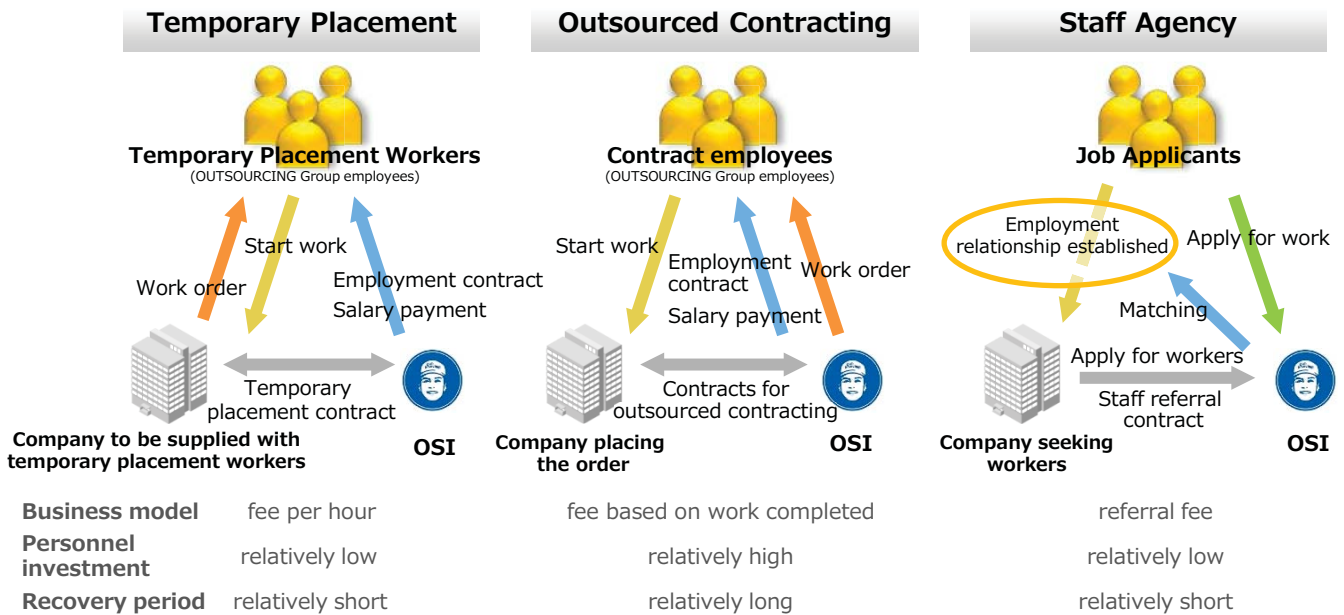 Temporary Placement
Temporary Placement Workers
(OUTSOURCING Group employees)
Start work
Work order
Employment contract
Salary payment
Temporary
placement contract
Company to be supplied with
temporary placement workers
OSI
Outsourced Contracting
Contract employees
(OUTSOURCING Group employees)
Start work
Employment
contract
Salary payment
Work order
Contracts for
outsourced contracting
Company placing
the order
OSI
Staff Agency
Job Applicants
Employment
relationship established
Apply for work
Matching
Apply for workers
Staff referral
contract
Company seeking
workers
OSI
Business model fee per hour fee based on work completed referral fee
Personnel
investment relatively low relatively high relatively low
Recovery period relatively short relatively long relatively short